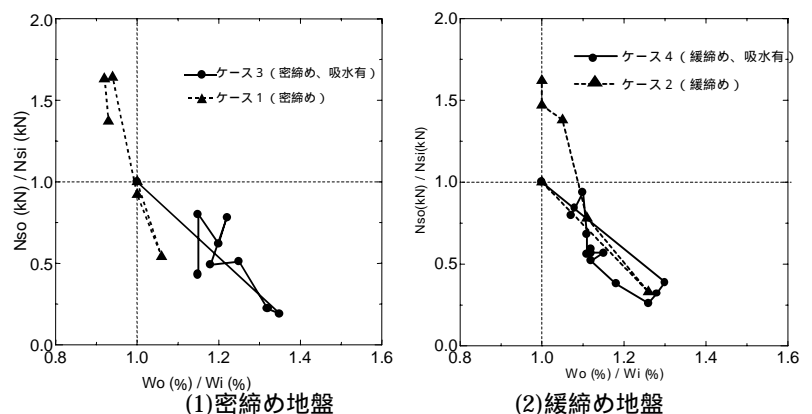 2.0
1.5
1.0
0.5
0.0
0.8
1.0
1.2
1.4
1.6
Nso (kN) / Nsi (kN)
Wo (%) / Wi (%)
ケース3 (密締め、吸水有)
ケース1 (密締め)
(1)密締め地盤
2.0
1.5
1.0
0.5
0.0
0.8
1.0
1.2
1.4
1.6
Nso(kN) / Nsi(kN)
Wo (%) / Wi (%)
ケース4 (緩締め、吸水有)
ケース2 (緩締め)
(2)緩締め地盤